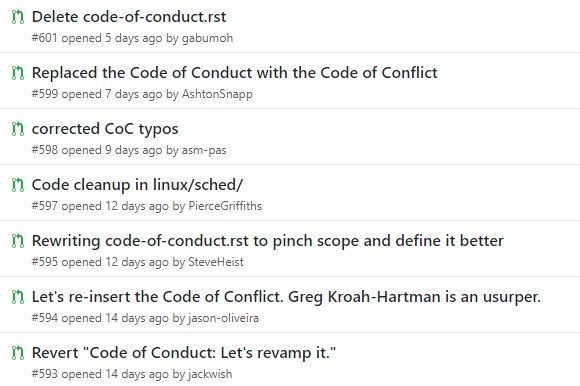 Delete code-of-conduct.rst
#601 opened 5 days ago by gabumoh
Replaced the Code of Conduct with the Code of Conflict
#599 opened 7 days ago by AshtonSnapp
corrected CoC typos
#598 opened 9 days ago by asm-pas
Code cleanup in linux/sched/
#597 opened 12 days ago by PierceGriffiths
Rewriting code-of-conduct.rst to pinch scope and define it better
#595 opened 12 days ago by SteveHeist
Let's re-insert the Code of Conflict. Greg Kroah-Hartman is an usurper.
#594 opened 14 days ago by jason-oliveira
Revert "Code of Conduct: Let's revamp it."
#593 opened 14 days ago by jackwish